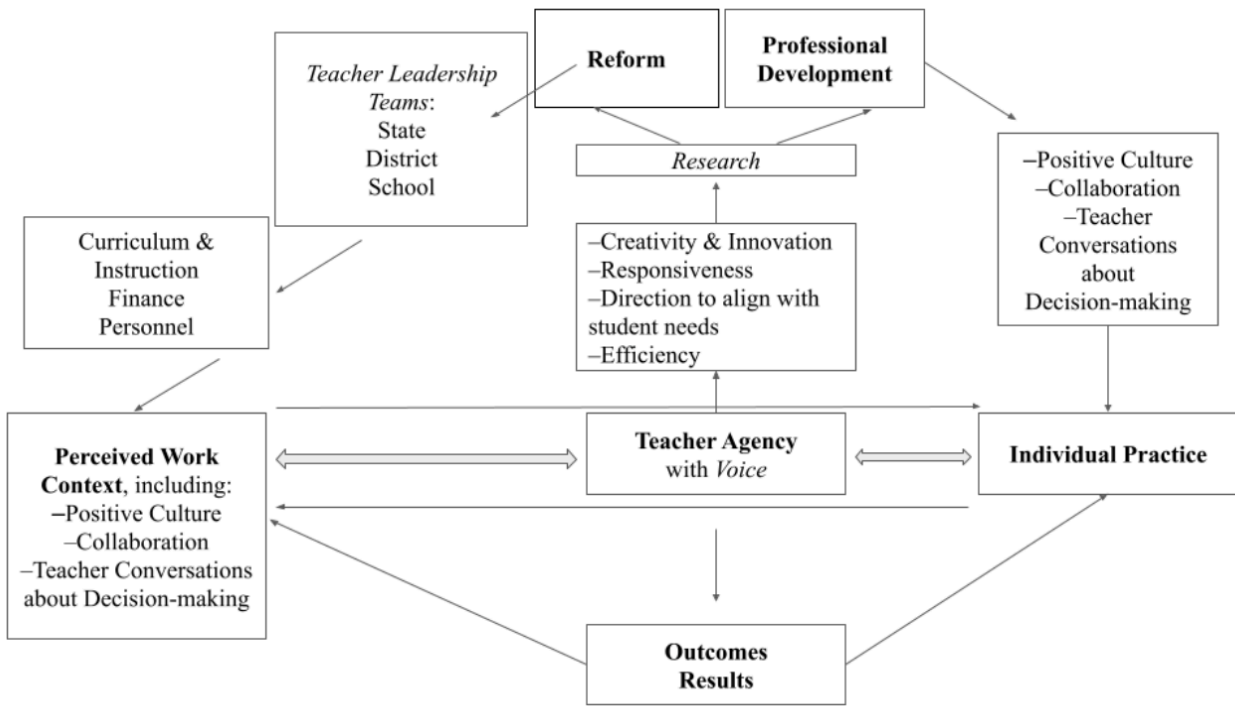 Teacher Leadership
Teams:
State
District
School
Reform
Professional
Development
Research
–Positive Culture
–Collaboration
–Teacher
Conversations
about
Decision-making
Curriculum &
Instruction
Finance
Personnel
–Creativity & Innovation
–Responsiveness
–Direction to align with
student needs
–Efficiency
Perceived Work
Context, including:
–Positive Culture
–Collaboration
–Teacher Conversations
about Decision-making
Teacher Agency
with Voice
Individual Practice
Outcomes
Results